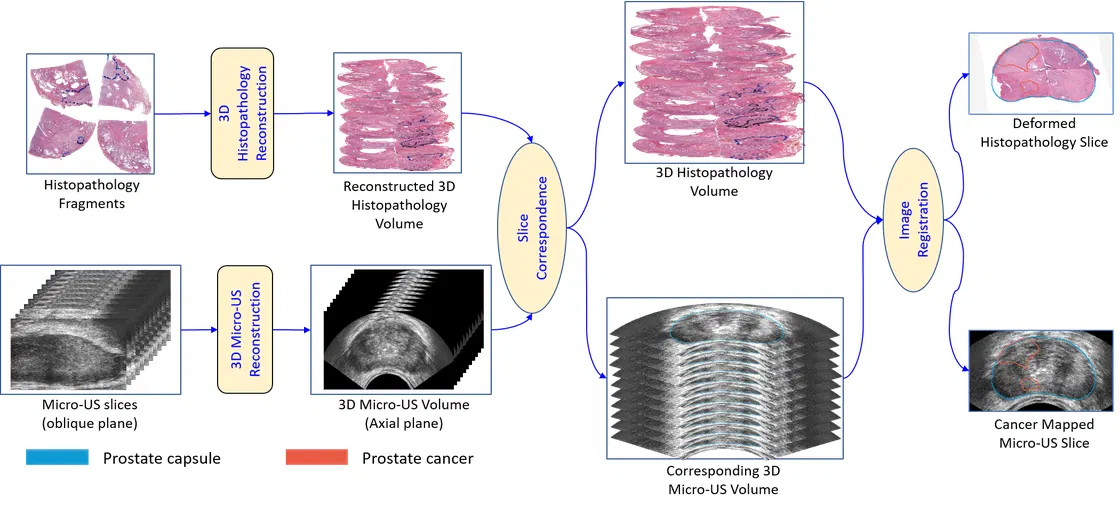 Histopathology
Fragments
3D
Histopathology
Reconstruction
Reconstructed 3D
Histopathology
Volume
Micro-US slices
(oblique plane)
3D Micro-US
Reconstruction
3D Micro-US Volume
(Axial plane)
Slice
Correspondence
3D Histopathology
Volume
Corresponding 3D
Micro-US Volume
Image
Registration
Deformed
Histopathology Slice
Cancer Mapped
Micro-US Slice
Prostate capsule
Prostate cancer